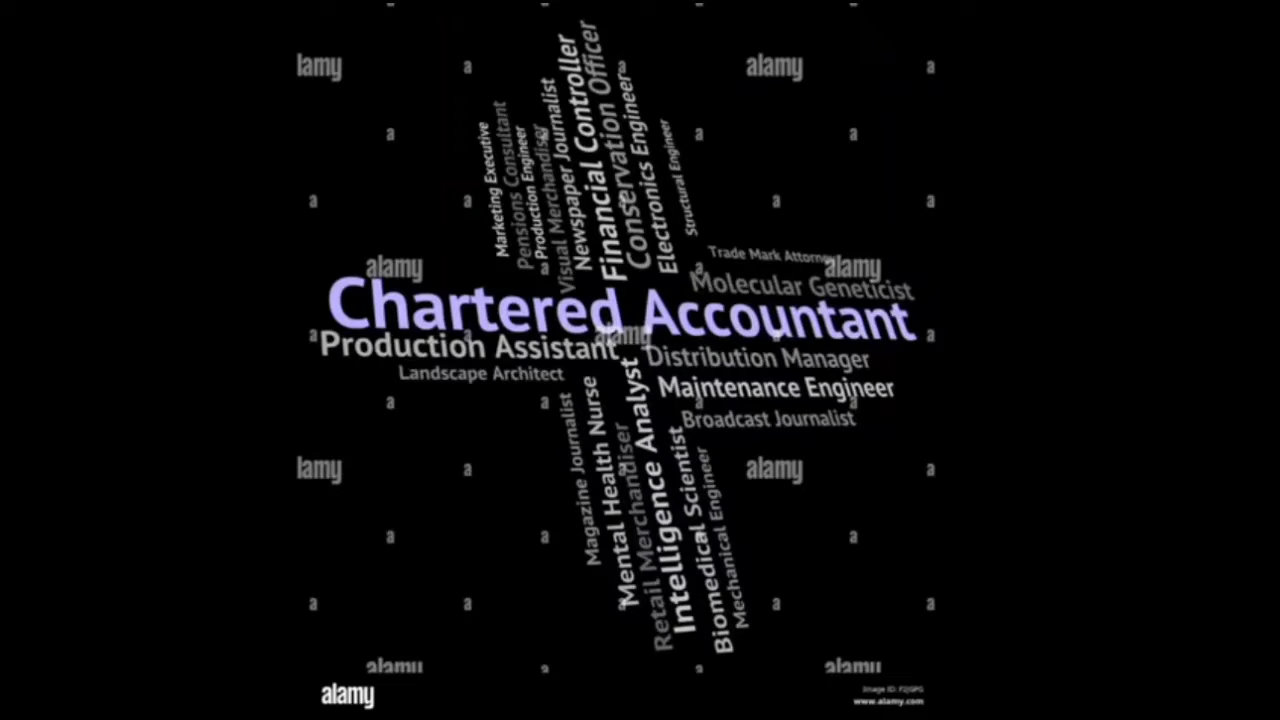 Marketing Executive
Pensions Consultant
Production Engineer
Visual Merchandiser
Newspaper Journalist
Financial Controller
Conservation Officer
Electronics Engineer
Structural Engineer
Trade Mark Attorney
Molecular Geneticist
Chartered Accountant
Production Assistant
Distribution Manager
Landscape Architect
Maintenance Engineer
Broadcast Journalist
Magazine Journalist
Mental Health Nurse
Retail Merchandiser
Intelligence Analyst
Biomedical Scientist
Mechanical Engineer
alamy
www.alamy.com